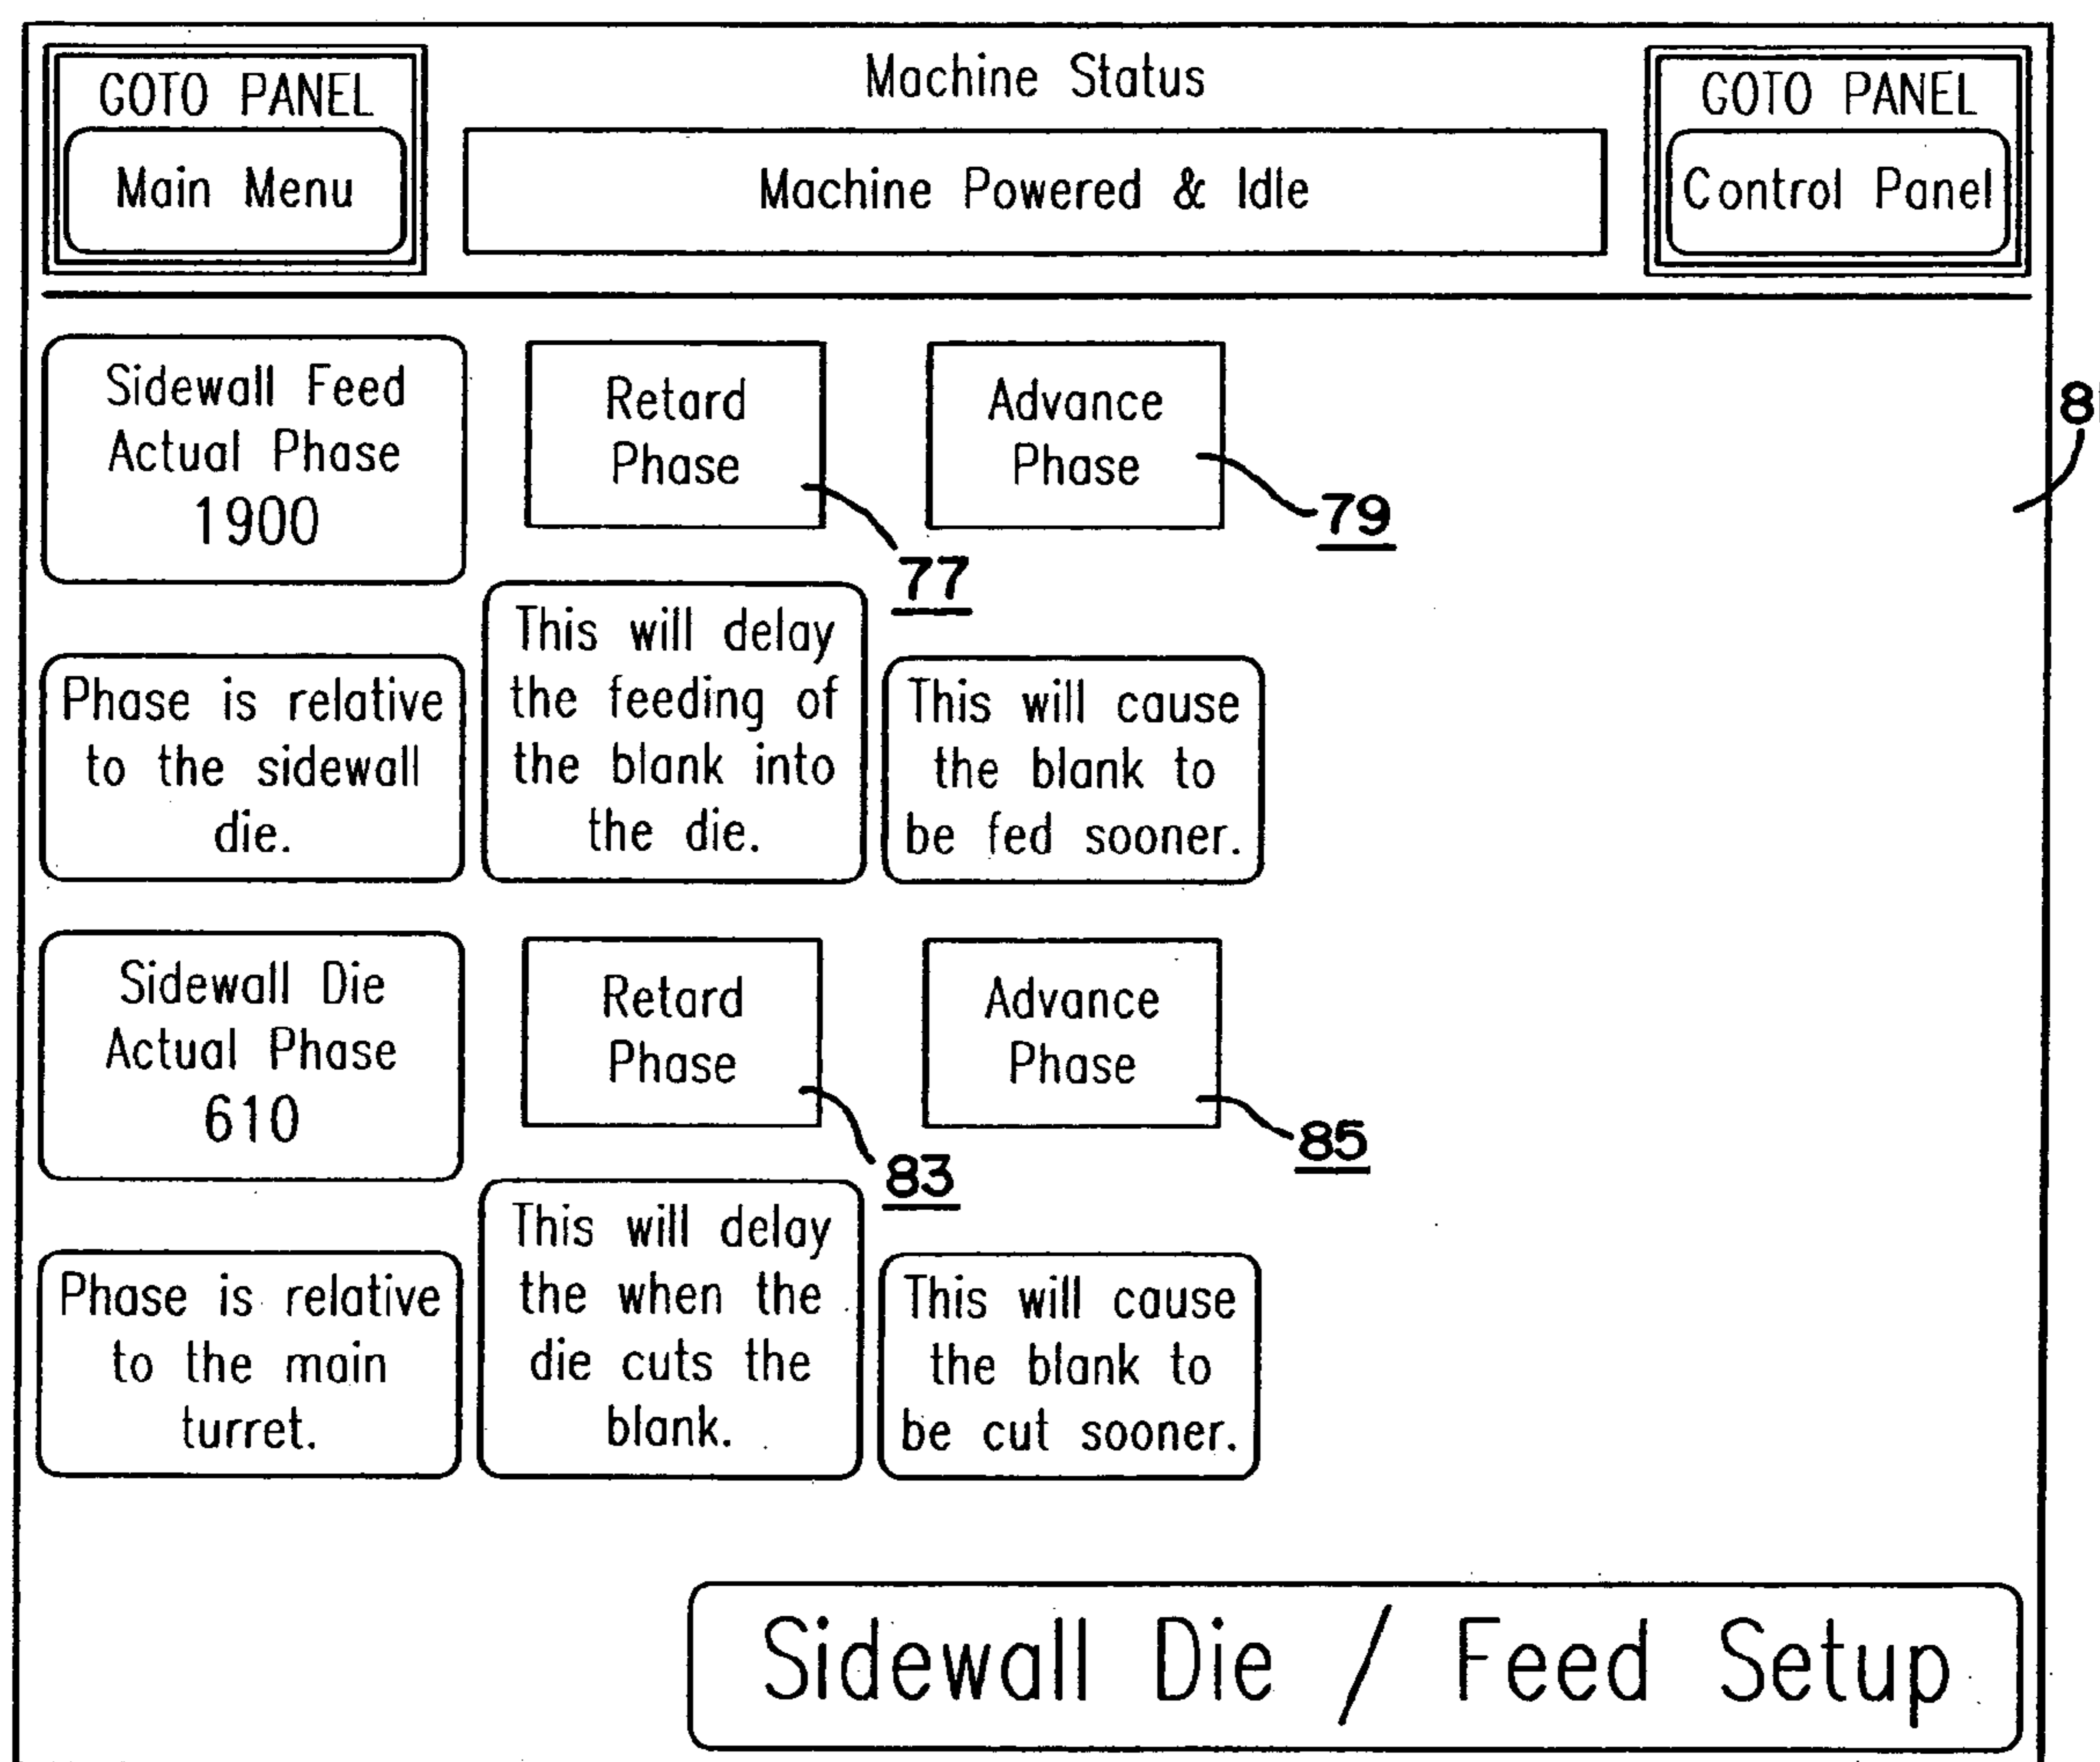 GOTO PANEL
Main Menu
Machine Status
Machine Powered & Idle
GOTO PANEL
Control Panel
Sidewall Feed
Actual Phase
1900
Retard
Phase
77
Advance
Phase
79
Phase is relative
to the sidewall
die.
This will delay
the feeding of
the blank into
the die.
This will cause
the blank to
be fed sooner.
Sidewall Die
Actual Phase
610
Retard
Phase
83
Advance
Phase
85
Phase is relative
to the main
turret.
This will delay
the when the
die cuts the
blank.
This will cause
the blank to
be cut sooner.
Sidewall Die / Feed Setup